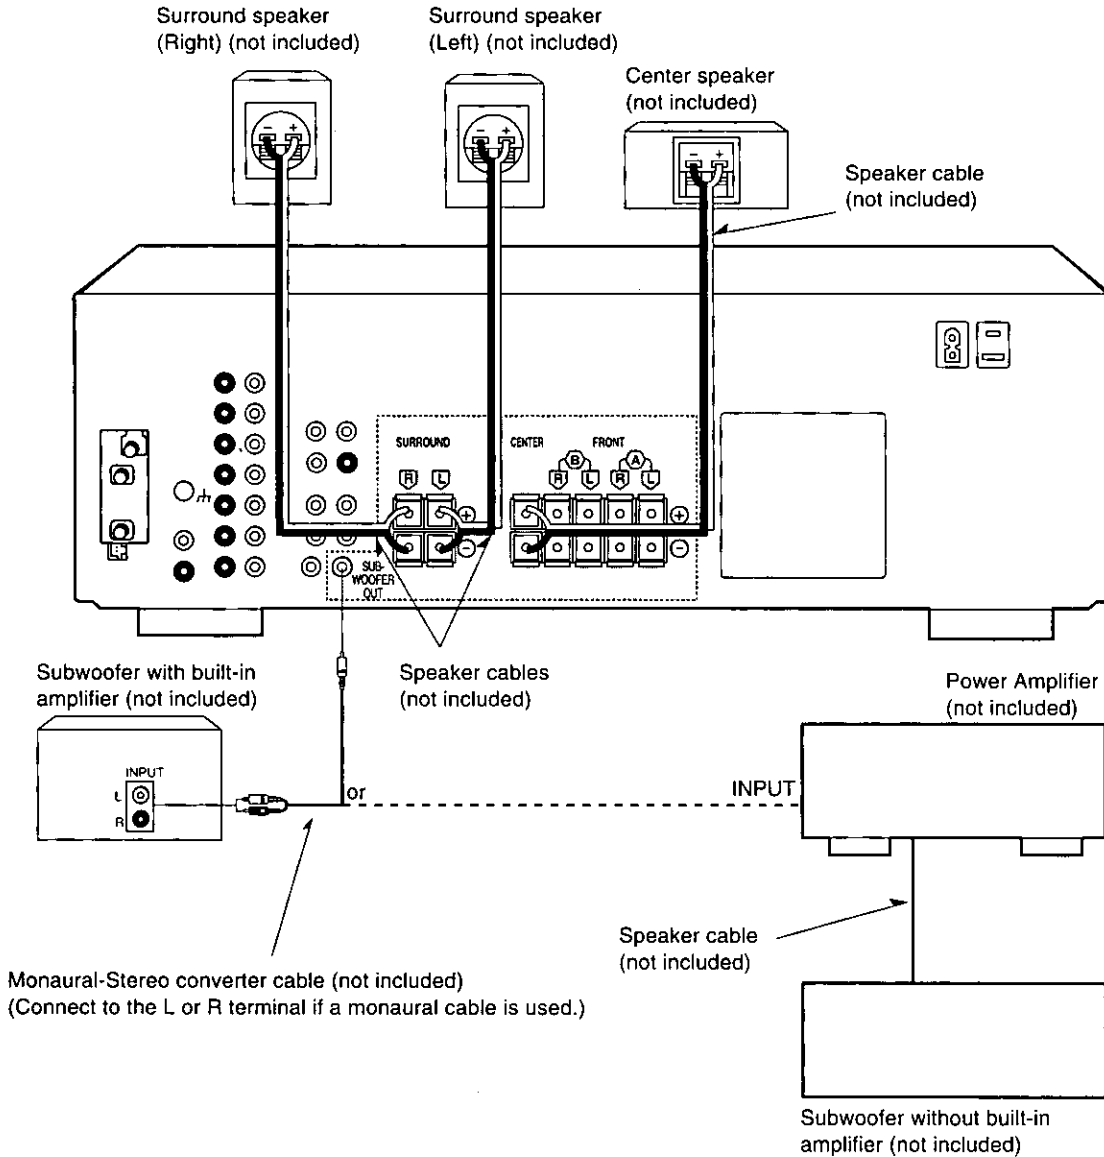 Surround speaker
(Right) (not included)
Surround speaker
(Left) (not included)
Center speaker
(not included)
Speaker cable
(not included)
- +
- +
- +
SURROUND
CENTER
FRONT
B
A
R L
R L R L
+
-
+
-
SUB-
WOOFER
OUT
Subwoofer with built-in
amplifier (not included)
Speaker cables
(not included)
Power Amplifier
(not included)
INPUT
L
R
or
INPUT
Speaker cable
(not included)
Monaural-Stereo converter cable (not included)
(Connect to the L or R terminal if a monaural cable is used.)
Subwoofer without built-in
amplifier (not included)